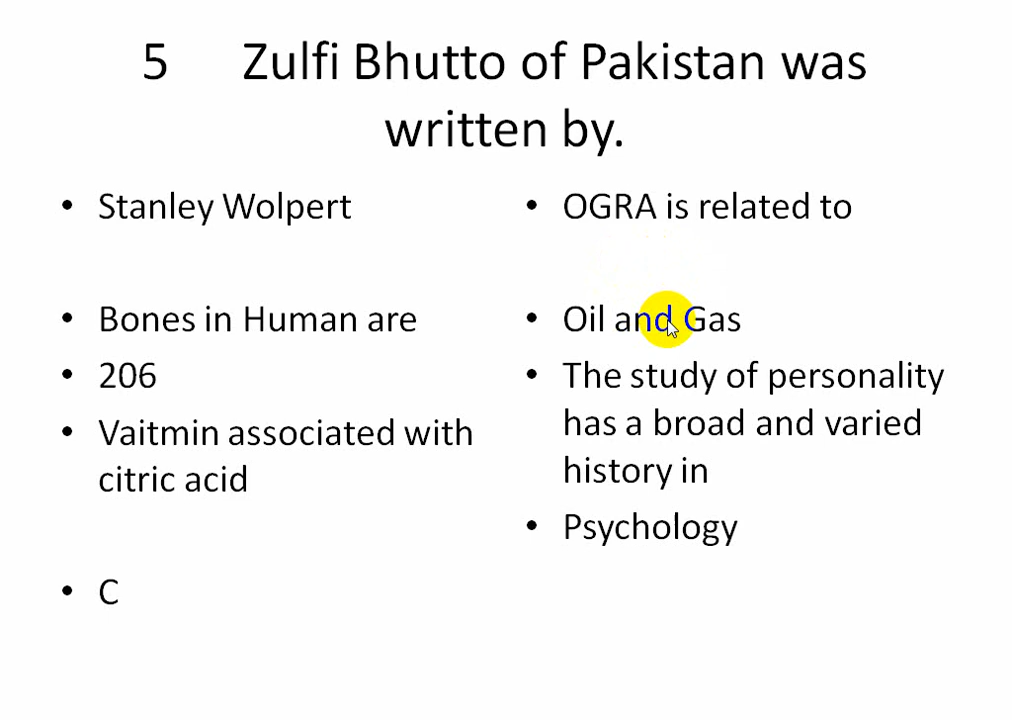 5 Zulfi Bhutto of Pakistan was
written by.
• Stanley Wolpert
• Bones in Human are
• 206
• Vaitmin associated with
citric acid
• C
• OGRA is related to
• Oil and Gas
• The study of personality
has a broad and varied
history in
• Psychology